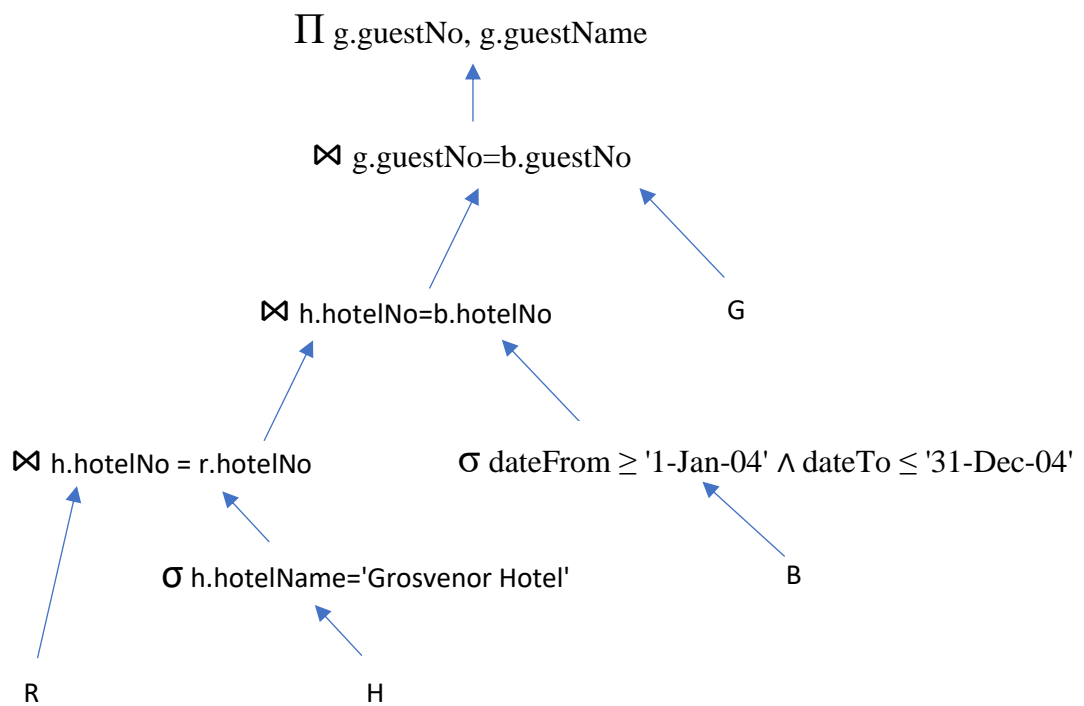 ∏ g.guestNo, g.guestName
⋈ g.guestNo=b.guestNo
⋈ h.hotelNo=b.hotelNo
G
⋈ h.hotelNo = r.hotelNo
σ dateFrom ≥ '1-Jan-04' ∧ dateTo ≤ '31-Dec-04'
σ h.hotelName='Grosvenor Hotel'
B
R
H